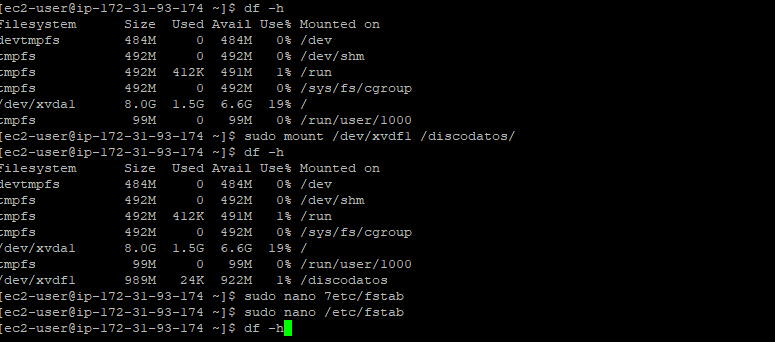 [ec2-user@ip-172-31-93-174 ~]$ df -h
Filesystem      Size  Used Avail Use% Mounted on
devtmpfs        484M     0  484M   0% /dev
tmpfs           492M     0  492M   0% /dev/shm
tmpfs           492M  412K  491M   1% /run
tmpfs           492M     0  492M   0% /sys/fs/cgroup
/dev/xvda1      8.0G  1.5G  6.6G  19% /
tmpfs            99M     0   99M   0% /run/user/1000
[ec2-user@ip-172-31-93-174 ~]$ sudo mount /dev/xvdf1 /discodatos/
[ec2-user@ip-172-31-93-174 ~]$ df -h
Filesystem      Size  Used Avail Use% Mounted on
devtmpfs        484M     0  484M   0% /dev
tmpfs           492M     0  492M   0% /dev/shm
tmpfs           492M  412K  491M   1% /run
tmpfs           492M     0  492M   0% /sys/fs/cgroup
/dev/xvda1      8.0G  1.5G  6.6G  19% /
tmpfs            99M     0   99M   0% /run/user/1000
/dev/xvdf1      989M   24K  922M   1% /discodatos
[ec2-user@ip-172-31-93-174 ~]$ sudo nano 7etc/fstab
[ec2-user@ip-172-31-93-174 ~]$ sudo nano /etc/fstab
[ec2-user@ip-172-31-93-174 ~]$ df -h